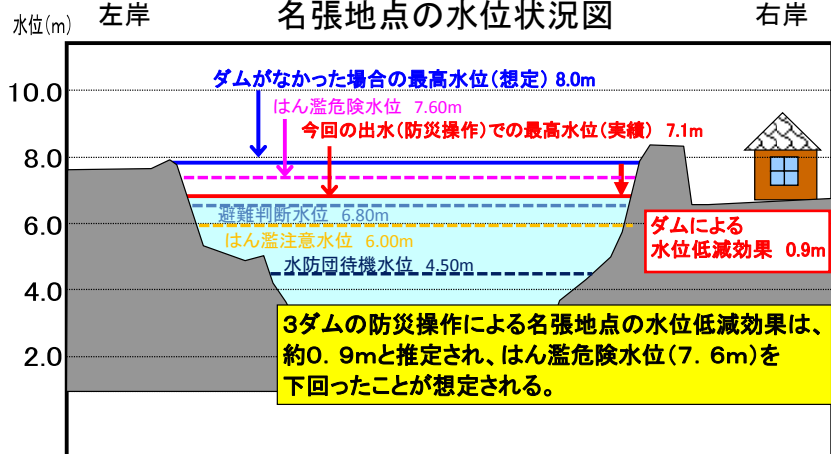 名張地点の水位状況図
水位(m)
左岸
右岸
ダムがなかった場合の最高水位(想定) 8.0m
10.0
はん濫危険水位 7.60m
今回の出水(防災操作)での最高水位(実績) 7.1m
8.0
避難判断水位 6.80m
6.0
はん濫注意水位 6.00m
ダムによる
水位低減効果 0.9m
水防団待機水位 4.50m
4.0
3ダムの防災操作による名張地点の水位低減効果は、
約0.9mと推定され、はん濫危険水位(7.6m)を
下回ったことが想定される。
2.0